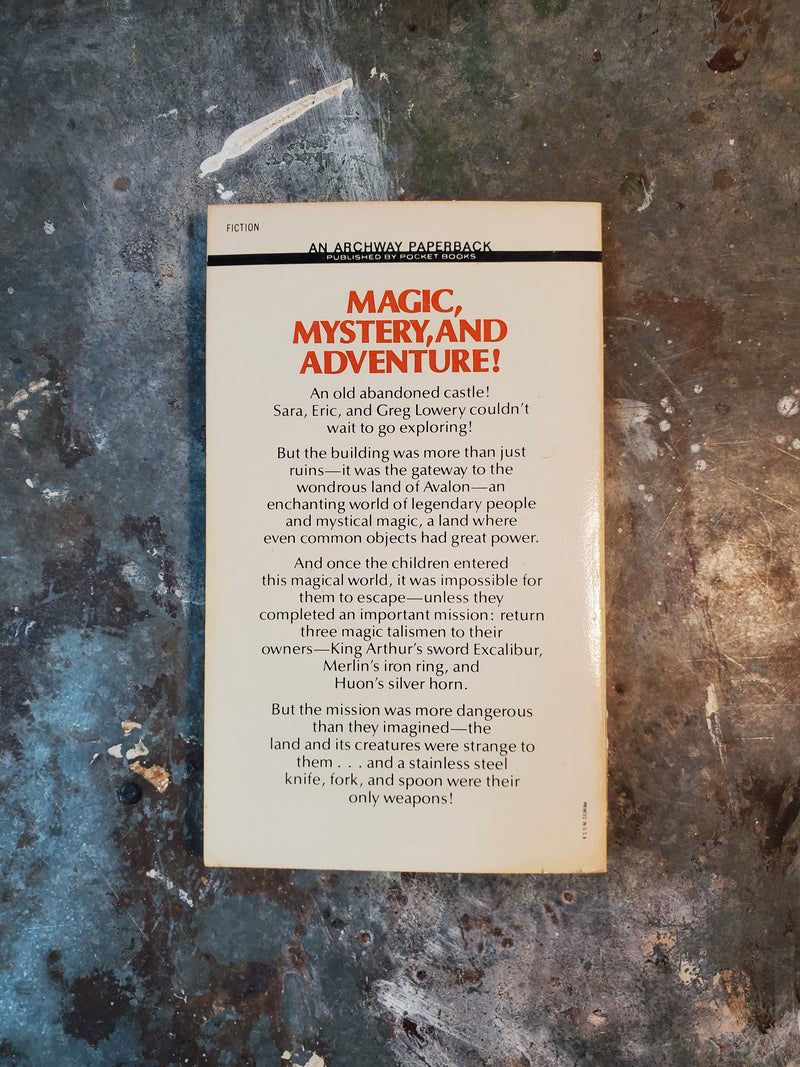 FICTION
AN ARCHWAY PAPERBACK
PUBLISHED BY POCKET BOOKS
MAGIC,
MYSTERY, AND
ADVENTURE!
An old abandoned castle!
Sara, Eric, and Greg Lowery couldn't
wait to go exploring!
But the building was more than just
ruins—it was the gateway to the
wondrous land of Avalon—an
enchanting world of legendary people
and mystical magic, a land where
even common objects had great power.
And once the children entered
this magical world, it was impossible for
them to escape—unless they
completed an important mission: return
three magic talismen to their
owners—King Arthur's sword Excalibur,
Merlin's iron ring, and
Huon's silver horn.
But the mission was more dangerous
than they imagined—the
land and its creatures were strange to
them . . . and a stainless steel
knife, fork, and spoon were their
only weapons!
PRINTED IN U.S.A.